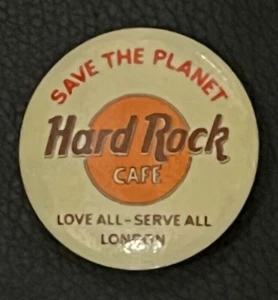 SAVE THE PLANET
Hard Rock
CAFE
LOVE ALL - SERVE ALL
LONDON